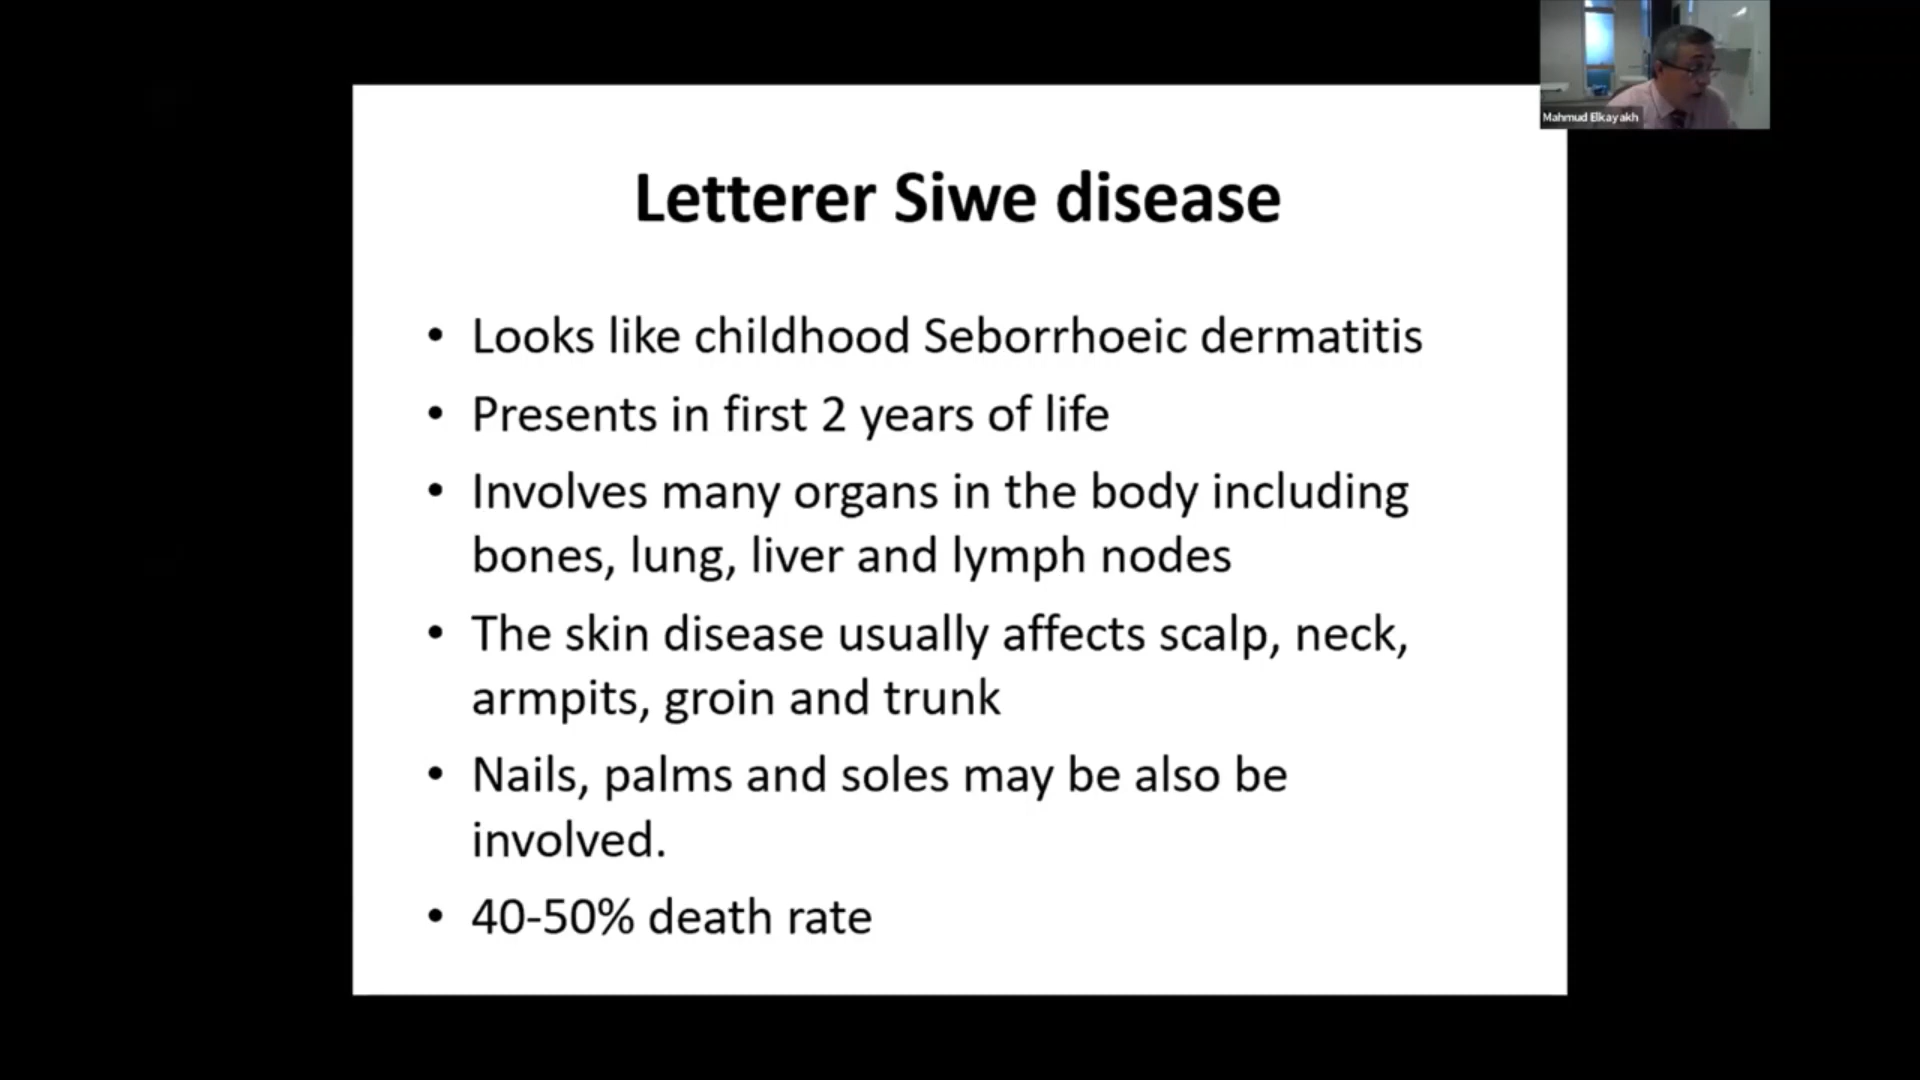 Mahmud Elkayakh
Letterer Siwe disease
• Looks like childhood Seborrhoeic dermatitis
• Presents in first 2 years of life
• Involves many organs in the body including
bones, lung, liver and lymph nodes
• The skin disease usually affects scalp, neck,
armpits, groin and trunk
• Nails, palms and soles may be also be
involved.
• 40-50% death rate